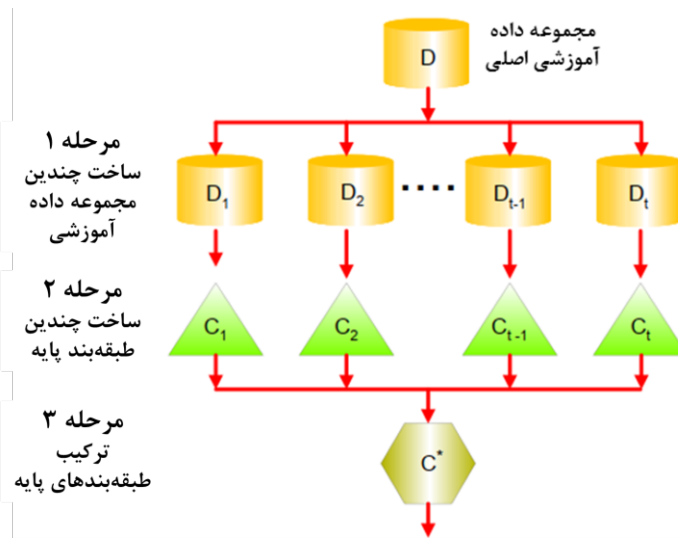 مجموعه داده
آموزشی اصلی
D
مرحله ۱
ساخت چندین
مجموعه داده
آموزشی
D₁
D₂
....
Dₜ₋₁
Dₜ
مرحله ۲
ساخت چندین
طبقه‌بند پایه
C₁
C₂
Cₜ₋₁
Cₜ
مرحله ۳
ترکیب
طبقه‌بندهای پایه
C*